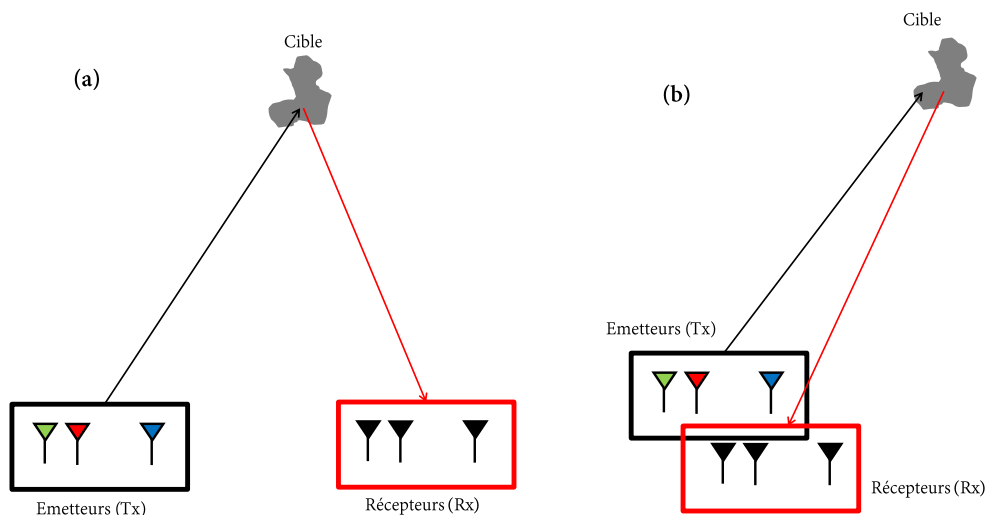 Cible
(a)
Emetteurs (Tx)
Récepteurs (Rx)
Cible
(b)
Emetteurs (Tx)
Récepteurs (Rx)